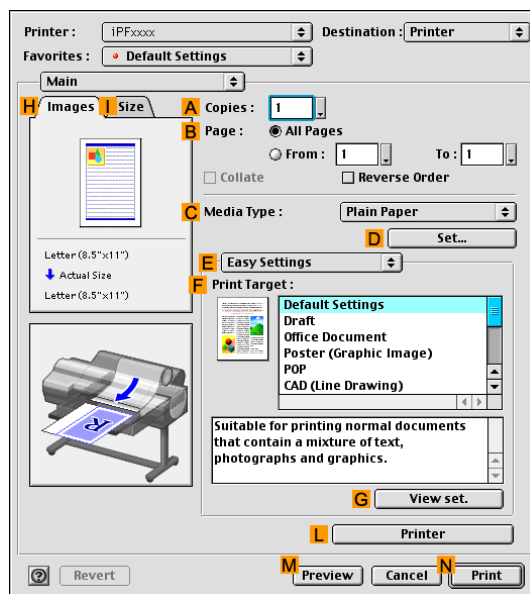 Printer : iPFxxxx Destination : Printer
Favorites : Default Settings
Main
H Images I Size
A Copies : 1
B Page : All Pages
From : 1 To : 1
Collate Reverse Order
C Media Type : Plain Paper
D Set...
Letter (8.5"x11")
Actual Size
Letter (8.5"x11")
E Easy Settings
F Print Target :
Default Settings
Draft
Office Document
Poster (Graphic Image)
POP
CAD (Line Drawing)
R
Suitable for printing normal documents
that contain a mixture of text,
photographs and graphics.
G View set.
L Printer
? Revert M Preview Cancel N Print